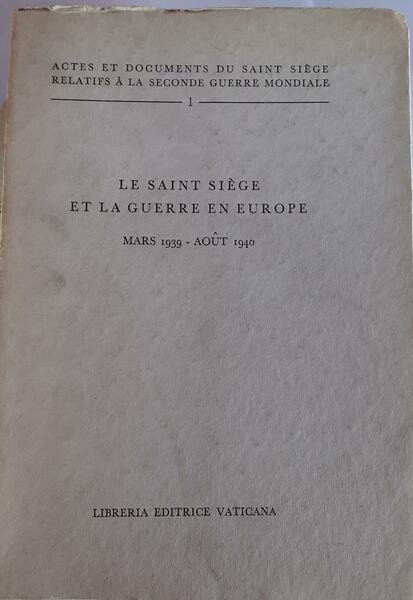 ACTES ET DOCUMENTS DU SAINT SIÈGE
RELATIFS À LA SECONDE GUERRE MONDIALE
1
LE SAINT SIÈGE
ET LA GUERRE EN EUROPE
MARS 1939 - AOÛT 1940
LIBRERIA EDITRICE VATICANA